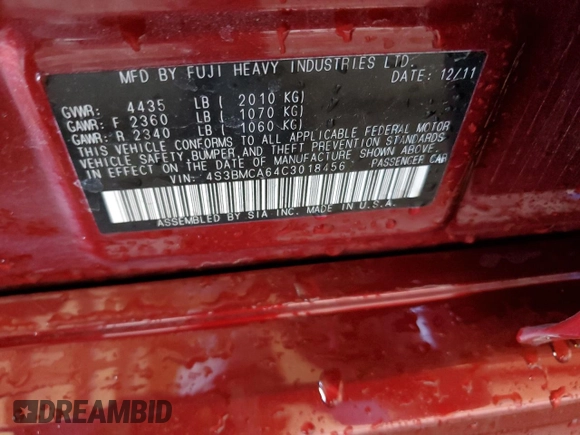 MFD BY FUJI HEAVY INDUSTRIES LTD.
DATE: 12/11
GVWR: 4435 LB ( 2010 KG)
GAWR: F 2360 LB ( 1070 KG)
GAWR: R 2340 LB ( 1060 KG)
THIS VEHICLE CONFORMS TO ALL APPLICABLE FEDERAL MOTOR
VEHICLE SAFETY, BUMPER, AND THEFT PREVENTION STANDARDS
IN EFFECT ON THE DATE OF MANUFACTURE SHOWN ABOVE.
VIN: 4S3BMCA64C3018456 PASSENGER CAR
ASSEMBLED BY SIA INC. MADE IN U.S.A.
DREAMBID